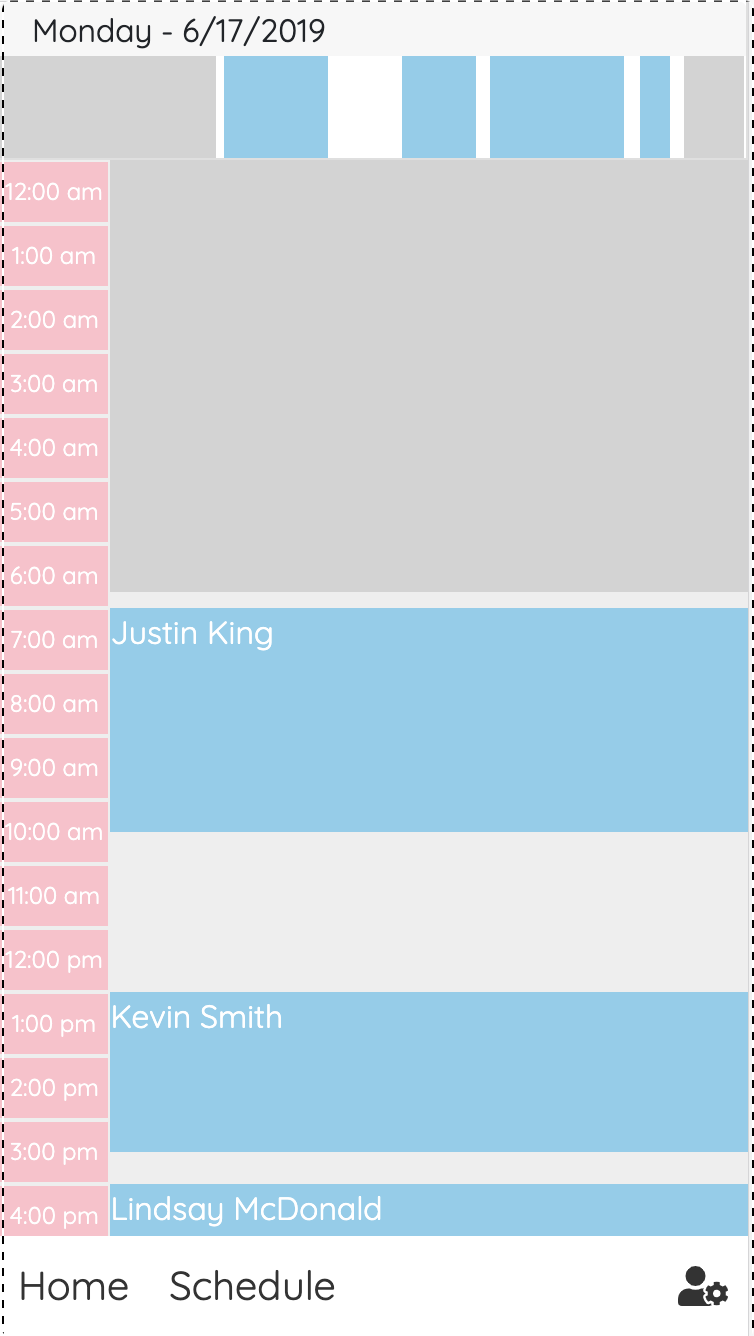 Monday - 6/17/2019
12:00 am
1:00 am
2:00 am
3:00 am
4:00 am
5:00 am
6:00 am
7:00 am Justin King
8:00 am
9:00 am
10:00 am
11:00 am
12:00 pm
1:00 pm Kevin Smith
2:00 pm
3:00 pm
4:00 pm Lindsay McDonald
Home Schedule